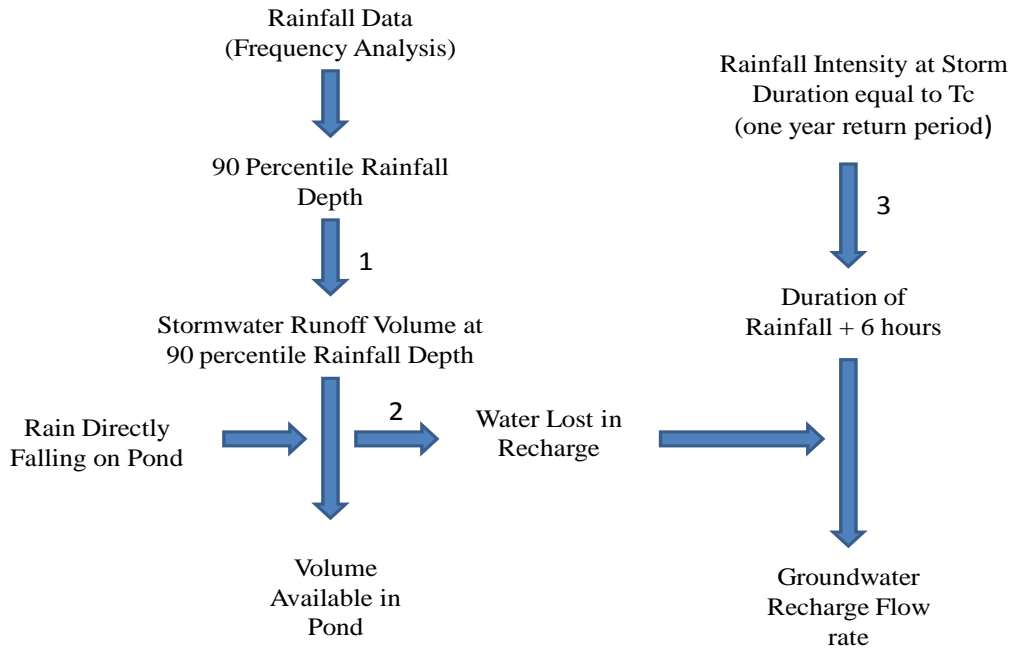 Rainfall Data
(Frequency Analysis)
90 Percentile Rainfall
Depth
1
Stormwater Runoff Volume at
90 percentile Rainfall Depth
Rain Directly
Falling on Pond
2
Water Lost in
Recharge
Volume
Available in
Pond
Rainfall Intensity at Storm
Duration equal to Tc
(one year return period)
3
Duration of
Rainfall + 6 hours
Groundwater
Recharge Flow
rate